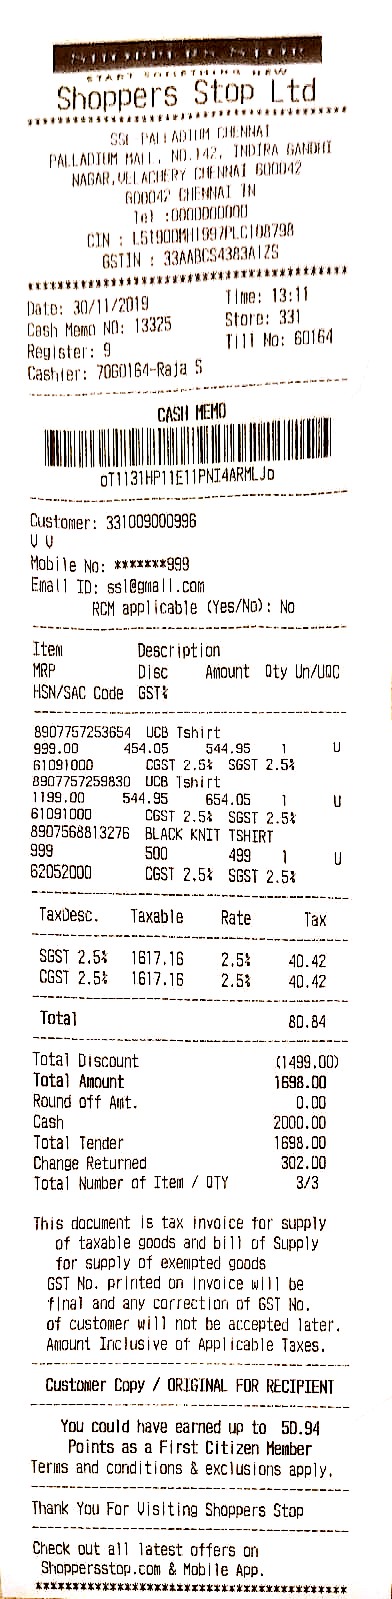 SHOPPERS STOP
START SOMETHING NEW
Shoppers Stop Ltd
SSL PALLADIUM CHENNAI
PALLADIUM MALL, NO.142, INDIRA GANDHI
NAGAR,VELACHERY CHENNAI 600042
600042 CHENNAI TN
Tel :0000000000
CIN : L51900MH1997PLC108798
GSTIN : 33AABCS4383A1ZS
Date: 30/11/2019 Time: 13:11
Cash Memo NO: 13325 Store: 331
Register: 9 Till No: 60164
Cashier: 7060164-Raja S
CASH MEMO
oT1131HP11E11PNI4ARMLJo
Customer: 331009000996
V V
Mobile No: *******999
Email ID: ssl@gmail.com
RCM applicable (Yes/No): No
Item Description
MRP Disc Amount Qty Un/UQC
HSN/SAC Code GST%
8907757253654 UCB Tshirt
999.00 454.05 544.95 1 U
61091000 CGST 2.5% SGST 2.5%
8907757259830 UCB Tshirt
1199.00 544.95 654.05 1 U
61091000 CGST 2.5% SGST 2.5%
8907568813276 BLACK KNIT TSHIRT
999 500 499 1 U
62052000 CGST 2.5% SGST 2.5%
TaxDesc. Taxable Rate Tax
SGST 2.5% 1617.16 2.5% 40.42
CGST 2.5% 1617.16 2.5% 40.42
Total 80.84
Total Discount (1499.00)
Total Amount 1698.00
Round off Amt. 0.00
Cash 2000.00
Total Tender 1698.00
Change Returned 302.00
Total Number of Item / QTY 3/3
This document is tax invoice for supply
of taxable goods and bill of Supply
for supply of exempted goods
GST No. printed on invoice will be
final and any correction of GST No.
of customer will not be accepted later.
Amount Inclusive of Applicable Taxes.
Customer Copy / ORIGINAL FOR RECIPIENT
You could have earned up to 50.94
Points as a First Citizen Member
Terms and conditions & exclusions apply.
Thank You For Visiting Shoppers Stop
Check out all latest offers on
Shoppersstop.com & Mobile App.